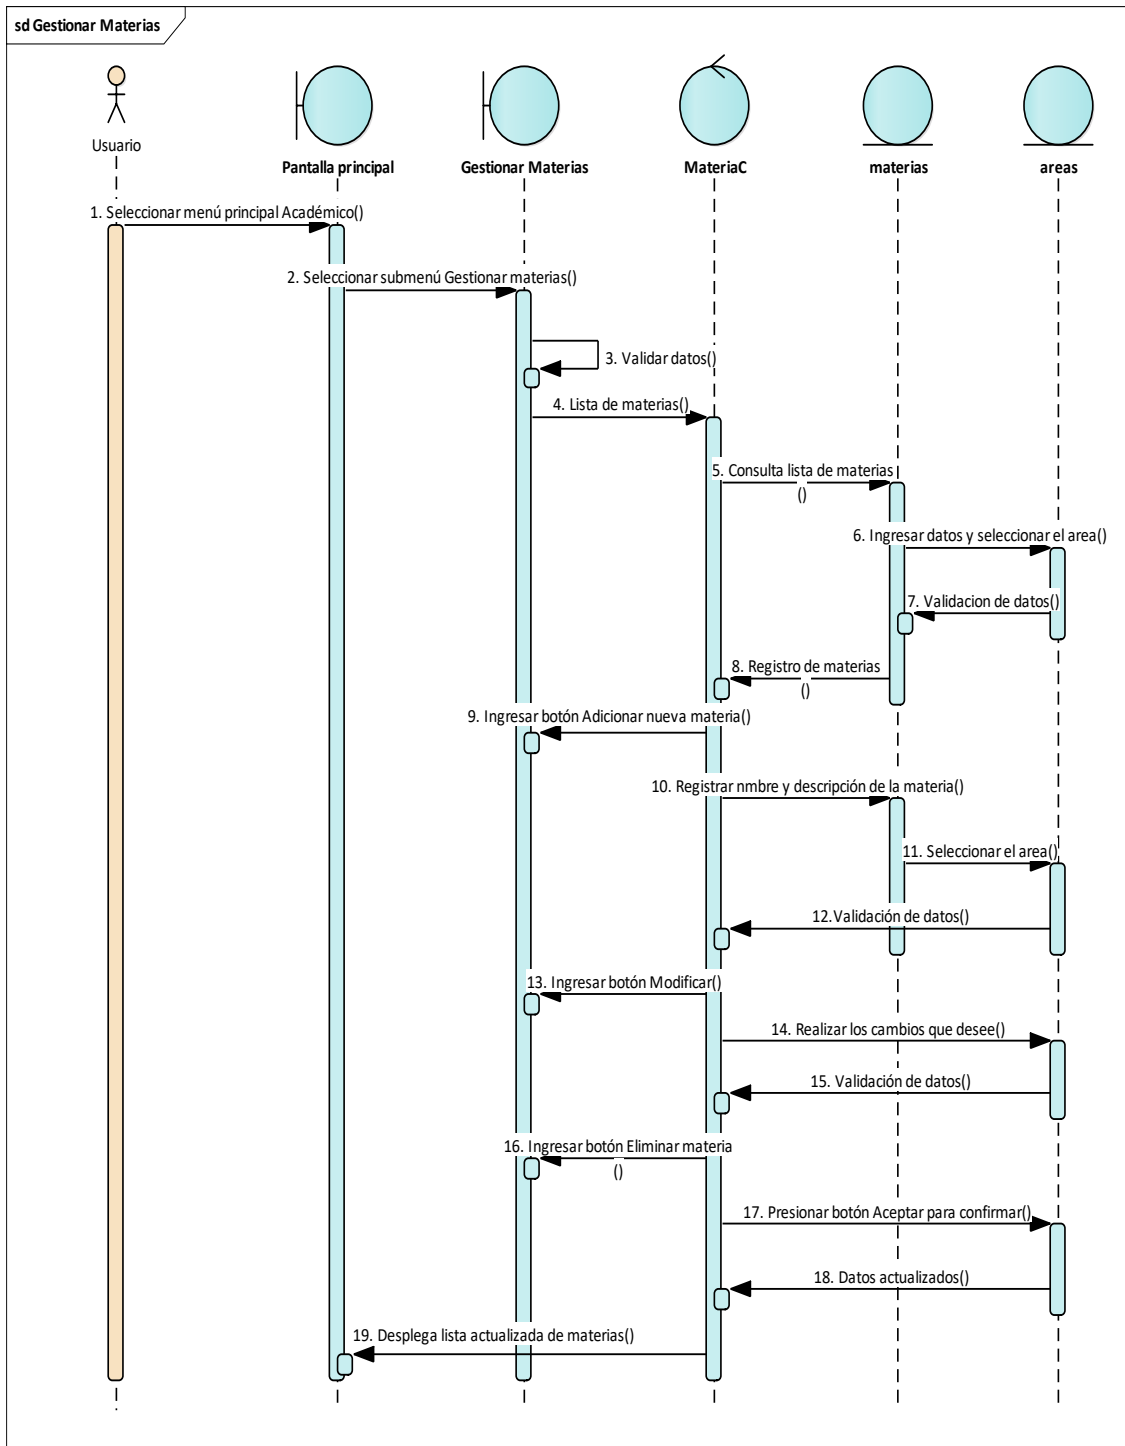 sd Gestionar Materias
Usuario
Pantalla principal
Gestionar Materias
MateriaC
materias
areas
1. Seleccionar menú principal Académico()
2. Seleccionar submenú Gestionar materias()
3. Validar datos()
4. Lista de materias()
5. Consulta lista de materias
()
6. Ingresar datos y seleccionar el area()
7. Validacion de datos()
8. Registro de materias
()
9. Ingresar botón Adicionar nueva materia()
10. Registrar nmbre y descripción de la materia()
11. Seleccionar el area()
12.Validación de datos()
13. Ingresar botón Modificar()
14. Realizar los cambios que desee()
15. Validación de datos()
16. Ingresar botón Eliminar materia
()
17. Presionar botón Aceptar para confirmar()
18. Datos actualizados()
19. Desplega lista actualizada de materias()